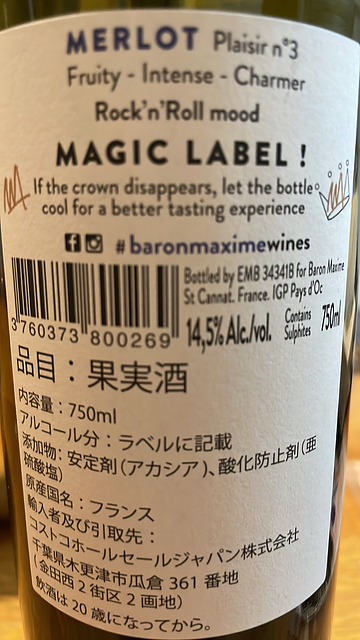 MERLOT Plaisir n°3
Fruity - Intense - Charmer
Rock'n'Roll mood
MAGIC LABEL !
If the crown disappears, let the bottle
cool for a better tasting experience
#baronmaximewines
Bottled by EMB 34341B for Baron Maxime
St Cannat. France. IGP Pays d'Oc
14,5% Alc./vol. Contains Sulphites 750ml
3760373800269
品目：果実酒
内容量：750ml
アルコール分：ラベルに記載
添加物：安定剤（アカシア）、酸化防止剤（亜
硫酸塩）
原産国名：フランス
輸入者及び引取先：
コストコホールセールジャパン株式会社
千葉県木更津市瓜倉 361 番地
（金田西 2 街区 2 画地）
飲酒は 20 歳になってから。